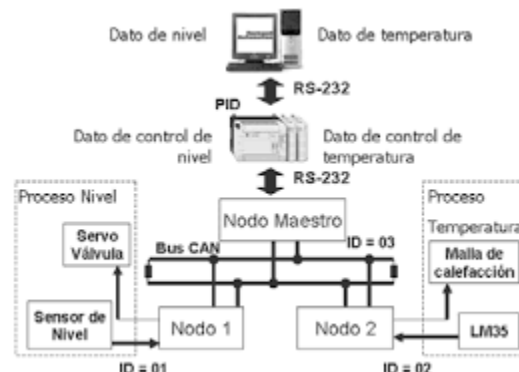 Dato de nivel
Dato de temperatura
RS-232
PID
Dato de control de
nivel
Dato de control de
temperatura
RS-232
Proceso Nivel
Nodo Maestro
Proceso
Temperatura
Servo
Válvula
Bus CAN
ID = 03
Malla de
calefacción
Sensor de
Nivel
Nodo 1
Nodo 2
LM35
ID = 01
ID = 02